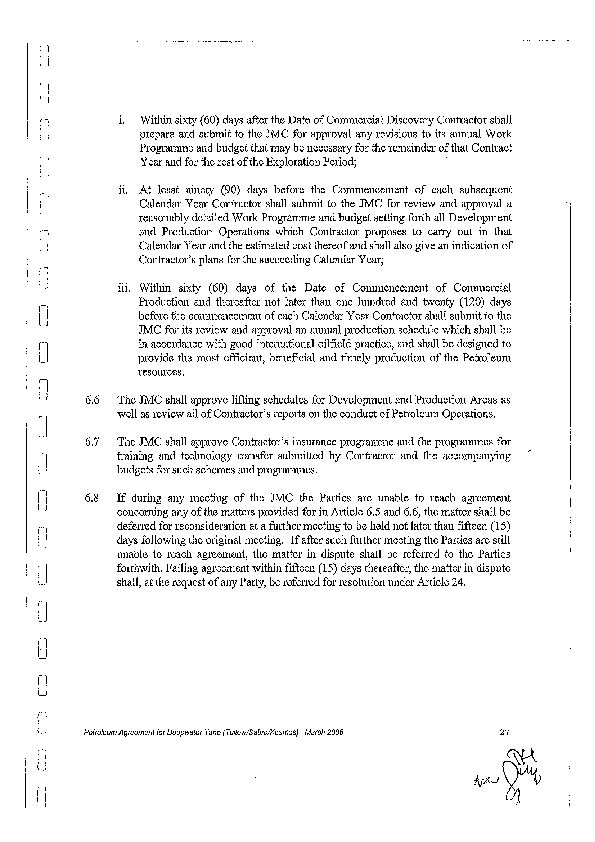 i. Within sixty (60) days after the Date of Commercial Discovery Contractor shall
prepare and submit to the JMC for approval any revisions to its annual Work
Programme and budget that may be necessary for the remainder of that Contract
Year and for the rest of the Exploration Period;
ii. At least ninety (90) days before the Commencement of each subsequent
Calendar Year Contractor shall submit to the JMC for review and approval a
reasonably detailed Work Programme and budget setting forth all Development
and Production Operations which Contractor proposes to carry out in that
Calendar Year and the estimated cost thereof and shall also give an indication of
Contractor's plans for the succeeding Calendar Year;
iii. Within sixty (60) days of the Date of Commencement of Commercial
Production and thereafter not later than one hundred and twenty (120) days
before the commencement of each Calendar Year Contractor shall submit to the
JMC for its review and approval an annual production schedule which shall be
in accordance with good international oilfield practice, and shall be designed to
provide the most efficient, beneficial and timely production of the Petroleum
resources.
6.6 The JMC shall approve lifting schedules for Development and Production Areas as
well as review all of Contractor's reports on the conduct of Petroleum Operations.
6.7 The JMC shall approve Contractor's insurance programme and the programmes for
training and technology transfer submitted by Contractor and the accompanying
budgets for such schemes and programmes.
6.8 If during any meeting of the JMC the Parties are unable to reach agreement
concerning any of the matters provided for in Article 6.5 and 6.6, the matter shall be
deferred for reconsideration at a further meeting to be held not later than fifteen (15)
days following the original meeting. If after such further meeting the Parties are still
unable to reach agreement, the matter in dispute shall be referred to the Parties
forthwith. Failing agreement within fifteen (15) days thereafter, the matter in dispute
shall, at the request of any Party, be referred for resolution under Article 24.
Petroleum Agreement for Deepwater Tano (Tullow/Sabre/Kosmos) March 2006